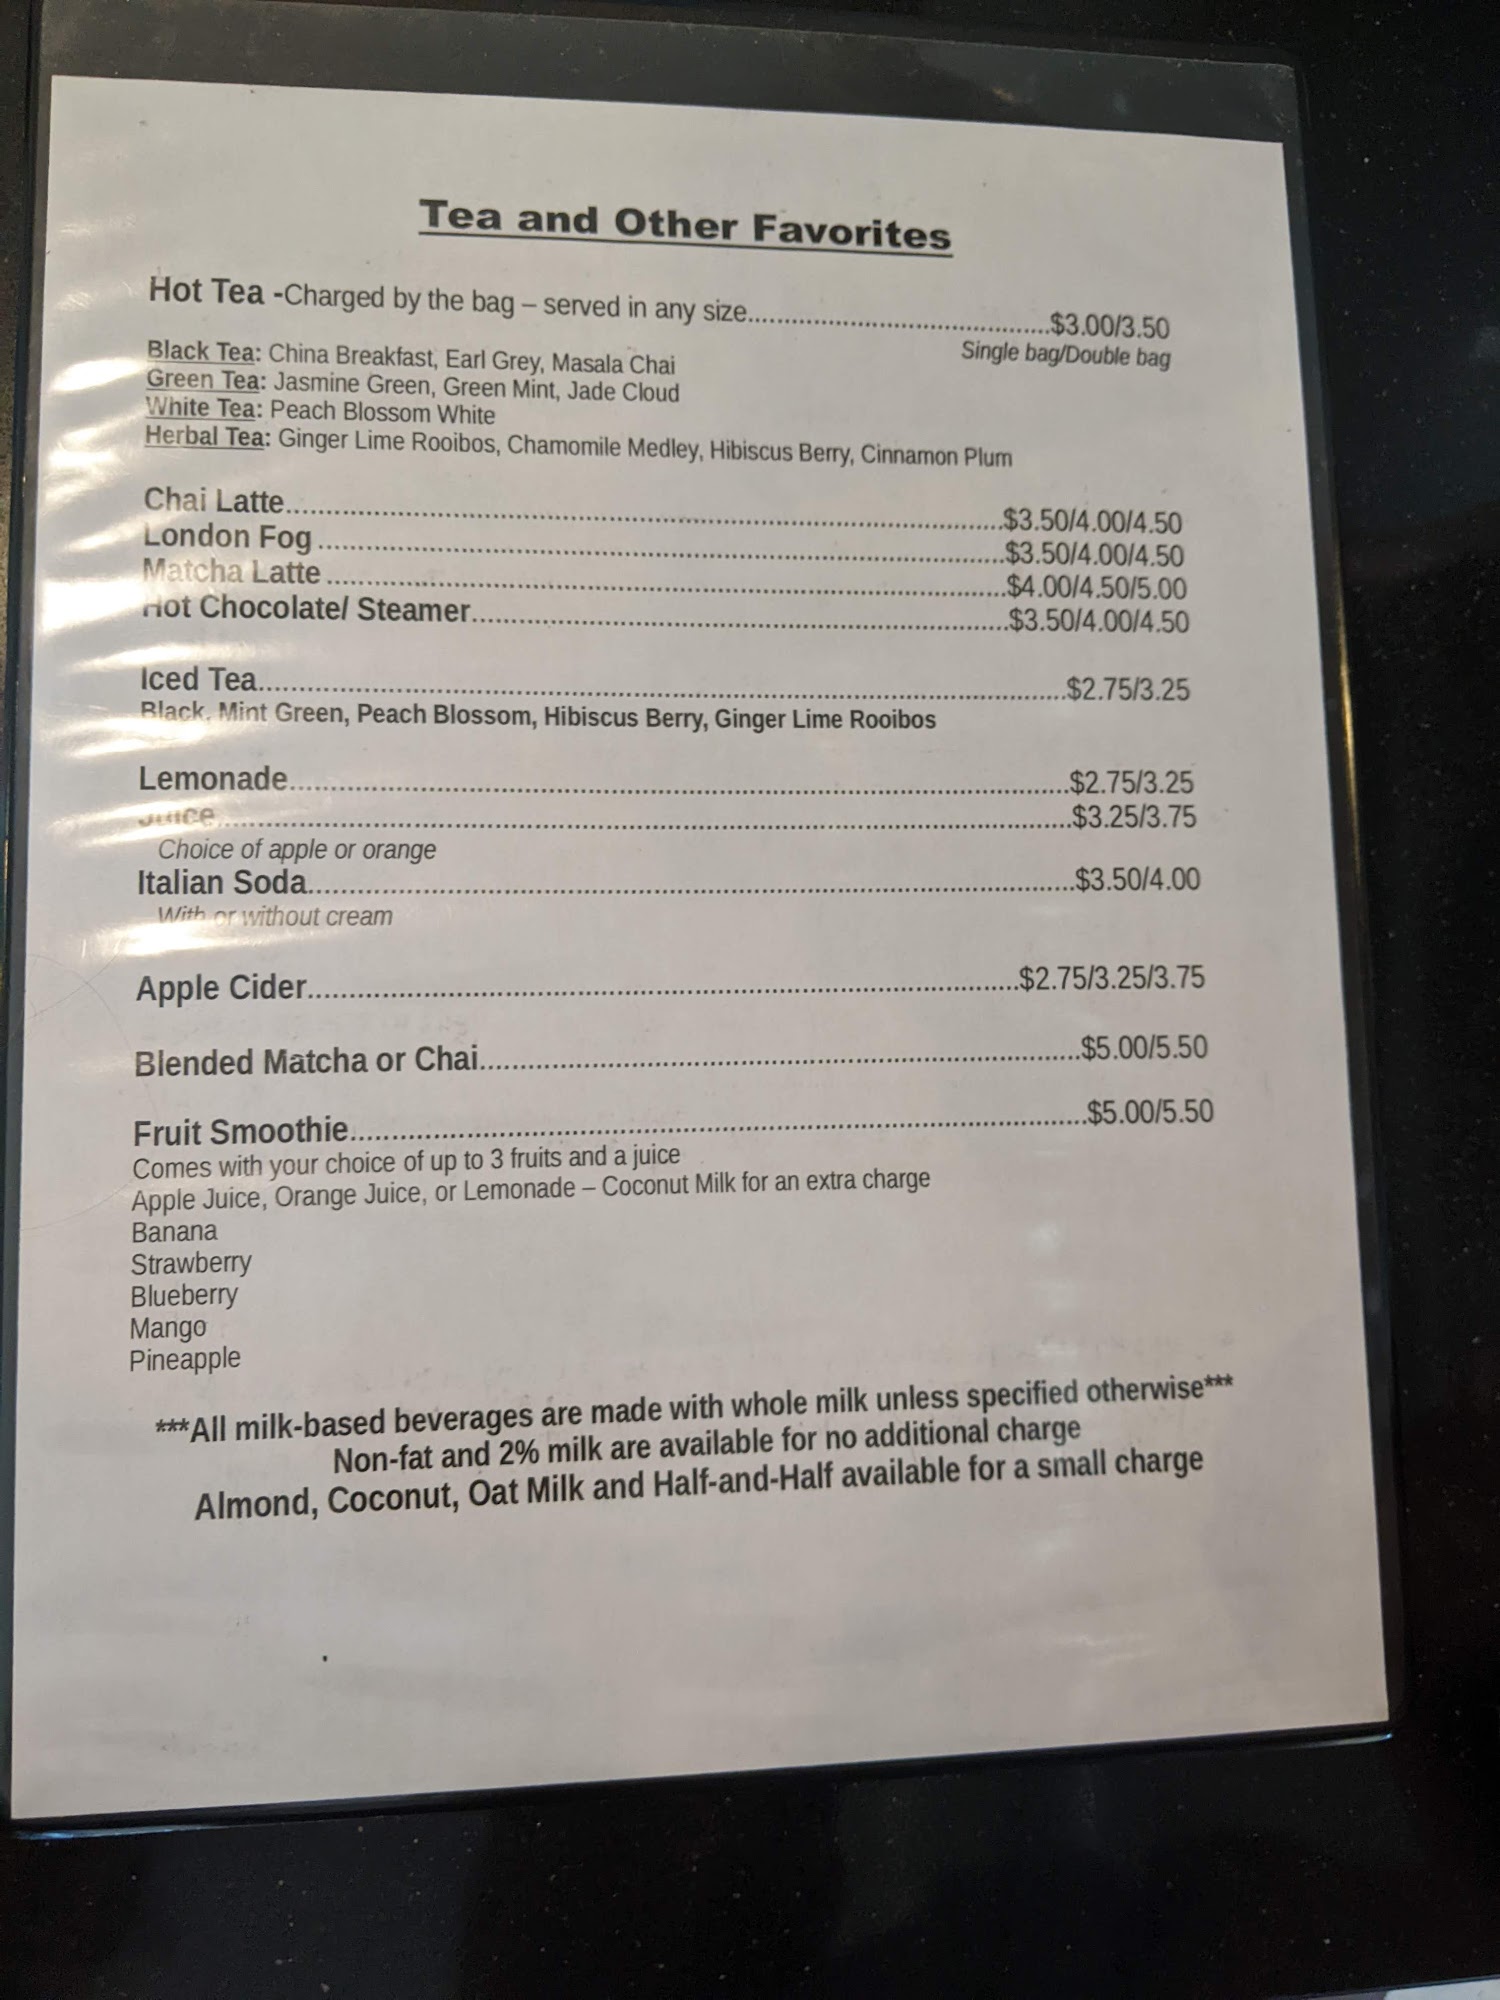 Tea and Other Favorites
Hot Tea -Charged by the bag – served in any size..........................................$3.00/3.50
Single bag/Double bag
Black Tea: China Breakfast, Earl Grey, Masala Chai
Green Tea: Jasmine Green, Green Mint, Jade Cloud
White Tea: Peach Blossom White
Herbal Tea: Ginger Lime Rooibos, Chamomile Medley, Hibiscus Berry, Cinnamon Plum
Chai Latte..........................................................................................$3.50/4.00/4.50
London Fog ......................................................................................$3.50/4.00/4.50
Matcha Latte .....................................................................................$4.00/4.50/5.00
Hot Chocolate/ Steamer....................................................................$3.50/4.00/4.50
Iced Tea....................................................................................................$2.75/3.25
Black, Mint Green, Peach Blossom, Hibiscus Berry, Ginger Lime Rooibos
Lemonade.................................................................................................$2.75/3.25
Juice..........................................................................................................$3.25/3.75
Choice of apple or orange
Italian Soda...............................................................................................$3.50/4.00
With or without cream
Apple Cider........................................................................................$2.75/3.25/3.75
Blended Matcha or Chai...........................................................................$5.00/5.50
Fruit Smoothie...........................................................................................$5.00/5.50
Comes with your choice of up to 3 fruits and a juice
Apple Juice, Orange Juice, or Lemonade – Coconut Milk for an extra charge
Banana
Strawberry
Blueberry
Mango
Pineapple
***All milk-based beverages are made with whole milk unless specified otherwise***
Non-fat and 2% milk are available for no additional charge
Almond, Coconut, Oat Milk and Half-and-Half available for a small charge